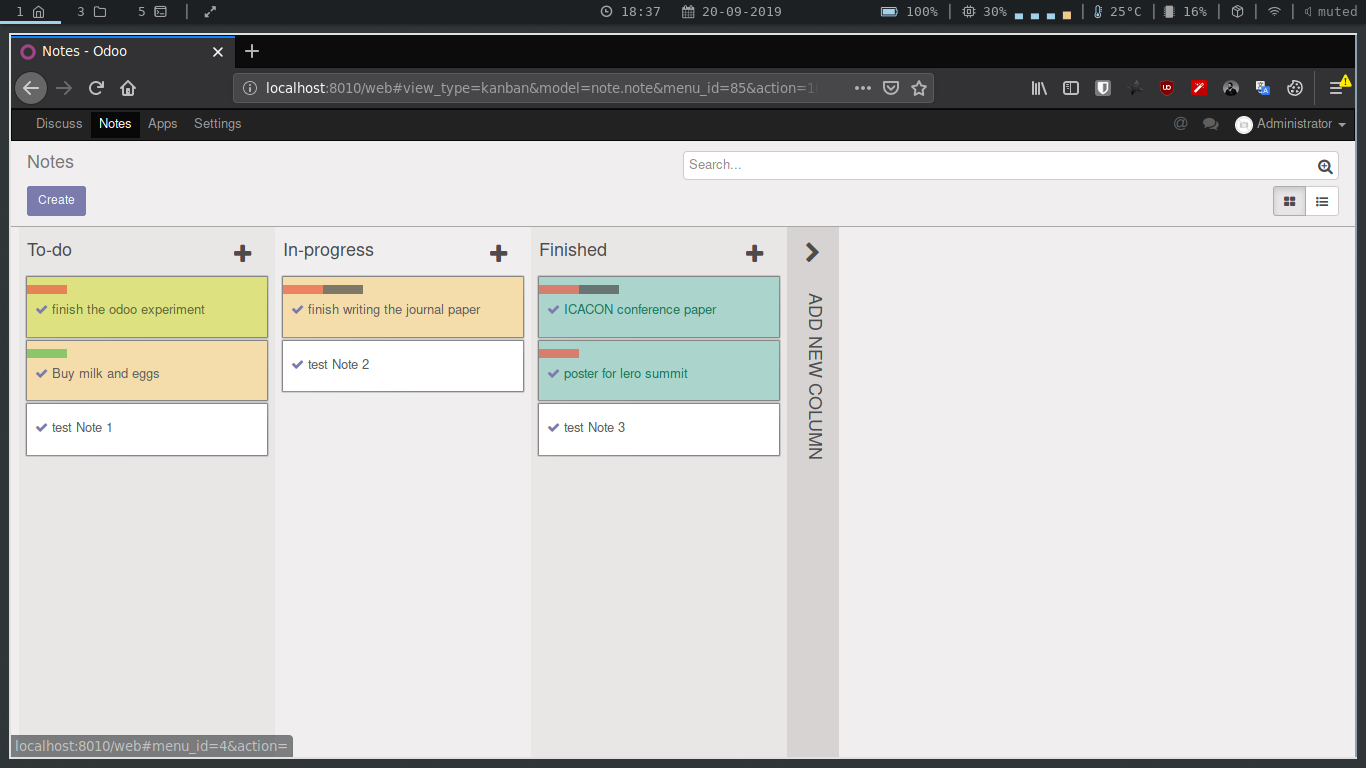 1 3 5 18:37 20-09-2019 100% 30% 25°C 16% muted
Notes - Odoo
localhost:8010/web#view_type=kanban&model=note.note&menu_id=85&action=1
Discuss Notes Apps Settings @ Administrator
Notes
Search...
Create
To-do In-progress Finished
finish the odoo experiment
finish writing the journal paper
ICACON conference paper
Buy milk and eggs
test Note 2
poster for lero summit
test Note 1
test Note 3
ADD NEW COLUMN
localhost:8010/web#menu_id=4&action=